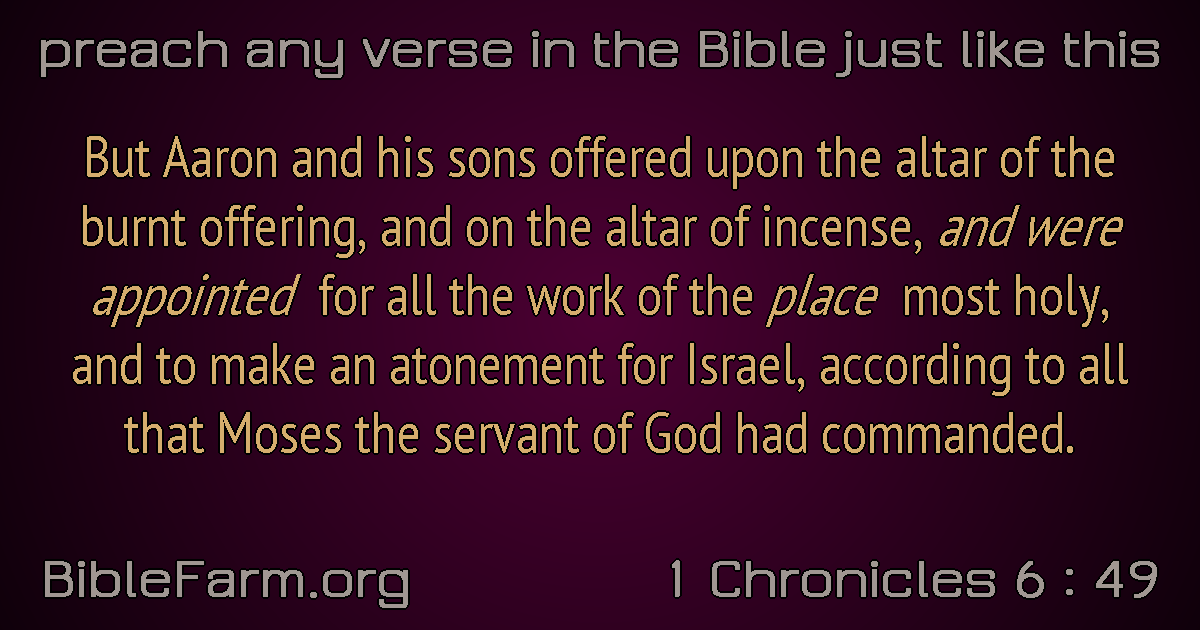 preach any verse in the Bible just like this
But Aaron and his sons offered upon the altar of the
burnt offering, and on the altar of incense, and were
appointed for all the work of the place most holy,
and to make an atonement for Israel, according to all
that Moses the servant of God had commanded.
BibleFarm.org 1 Chronicles 6 : 49